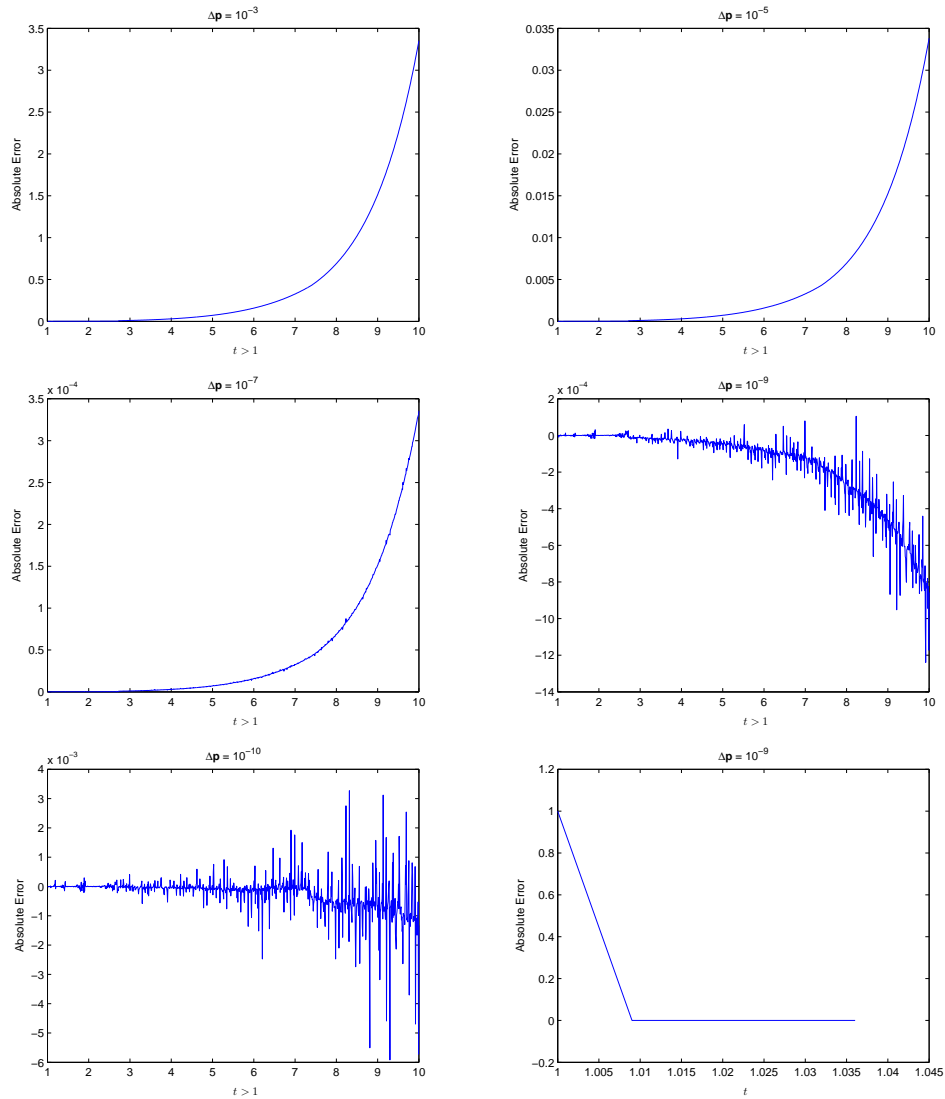 Δp = 10⁻³
3.5
3
2.5
2
1.5
1
0.5
0
Absolute Error
1 2 3 4 5 6 7 8 9 10
t > 1
Δp = 10⁻⁵
0.035
0.03
0.025
0.02
0.015
0.01
0.005
0
Absolute Error
1 2 3 4 5 6 7 8 9 10
t > 1
x 10⁻⁴
Δp = 10⁻⁷
3.5
3
2.5
2
1.5
1
0.5
0
Absolute Error
1 2 3 4 5 6 7 8 9 10
t > 1
x 10⁻⁴
Δp = 10⁻⁹
2
0
−2
−4
−6
−8
−10
−12
−14
Absolute Error
1 2 3 4 5 6 7 8 9 10
t > 1
x 10⁻³
Δp = 10⁻¹⁰
4
3
2
1
0
−1
−2
−3
−4
−5
−6
Absolute Error
1 2 3 4 5 6 7 8 9 10
t > 1
Δp = 10⁻⁹
1.2
1
0.8
0.6
0.4
0.2
0
−0.2
Absolute Error
1 1.005 1.01 1.015 1.02 1.025 1.03 1.035 1.04 1.045
t